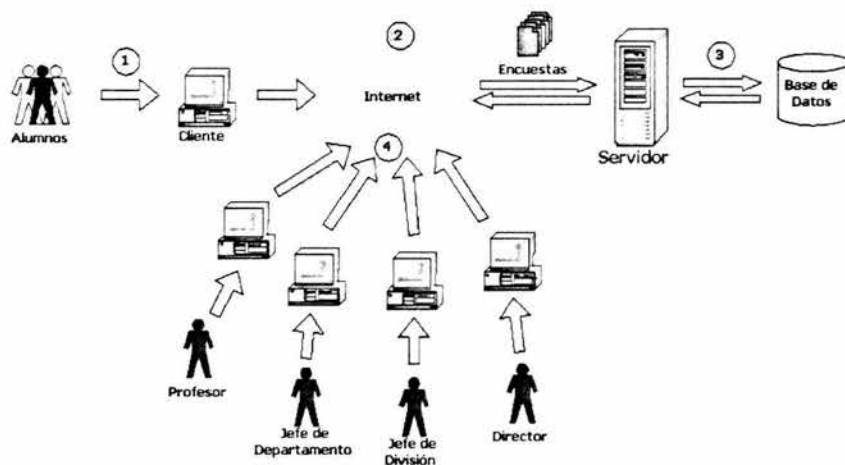 1
2
3
Encuestas
Internet
Base de
Datos
Alumnos
Cliente
Servidor
4
Profesor
Jefe de
Departamento
Jefe de
División
Director